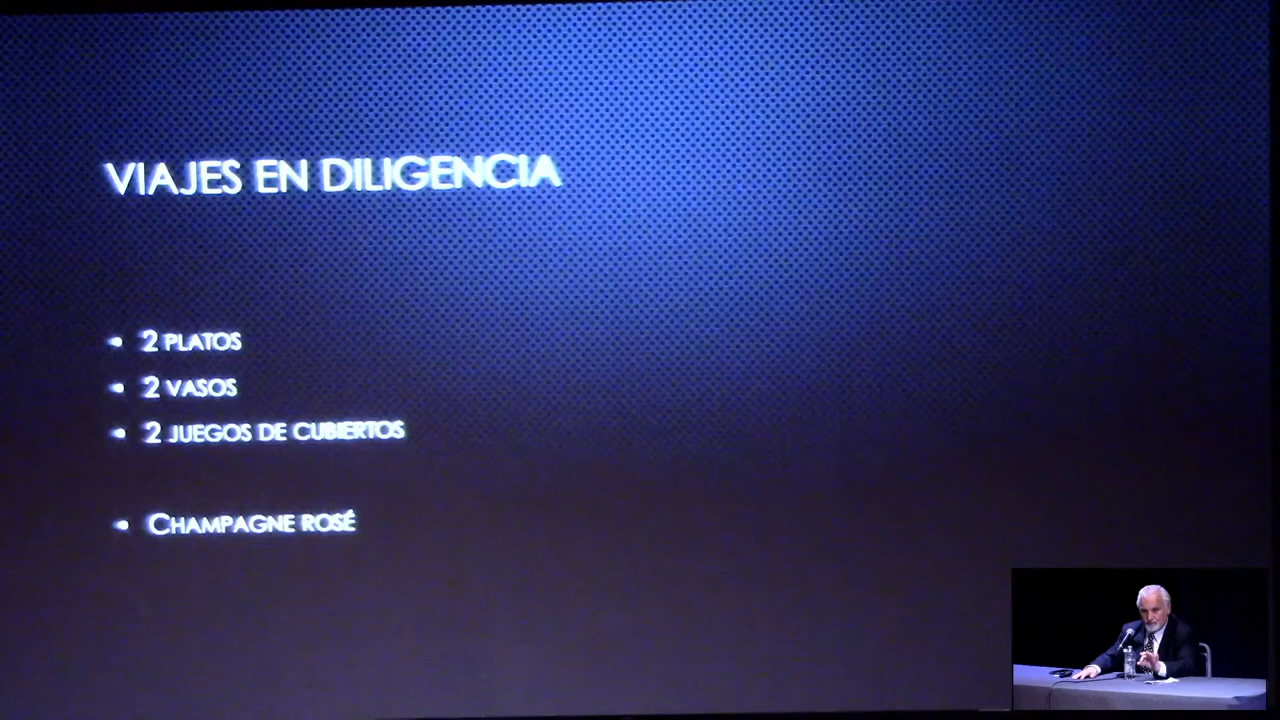 VIAJES EN DILIGENCIA
• 2 PLATOS
• 2 VASOS
• 2 JUEGOS DE CUBIERTOS
• CHAMPAGNE ROSÉ